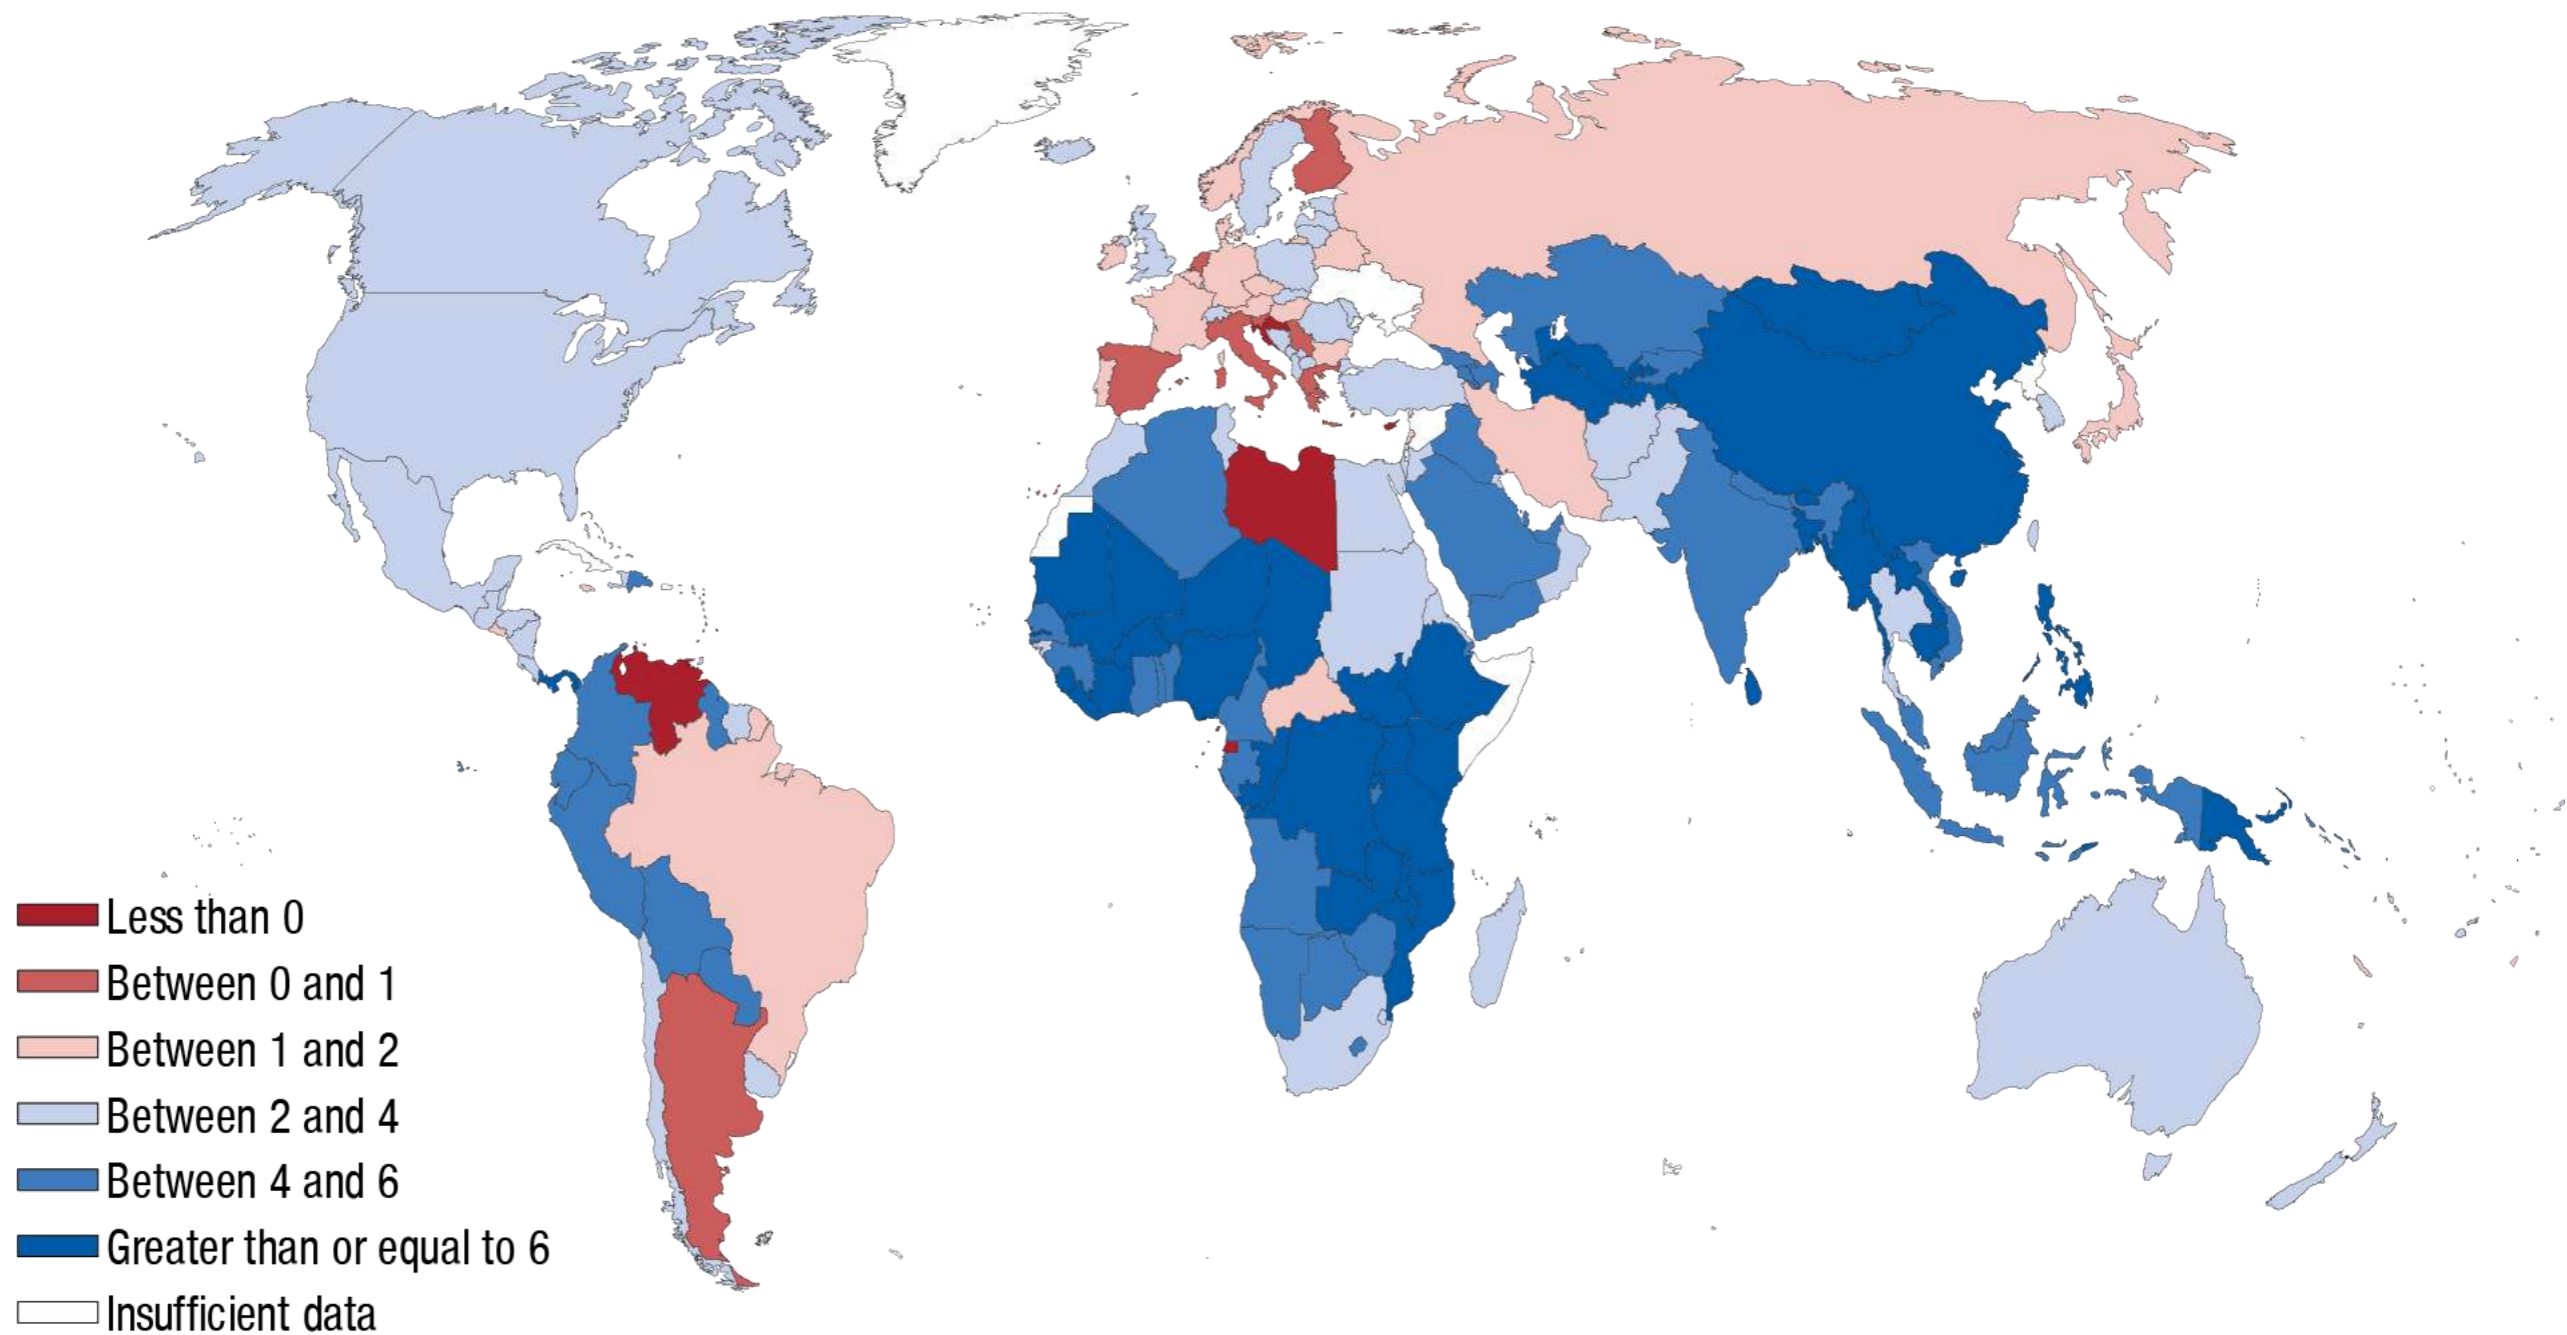 Less than 0
Between 0 and 1
Between 1 and 2
Between 2 and 4
Between 4 and 6
Greater than or equal to 6
Insufficient data